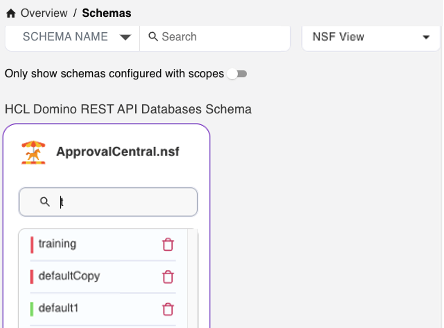 Overview / Schemas
SCHEMA NAME Search NSF View
Only show schemas configured with scopes
HCL Domino REST API Databases Schema
ApprovalCentral.nsf
t
training
defaultCopy
default1